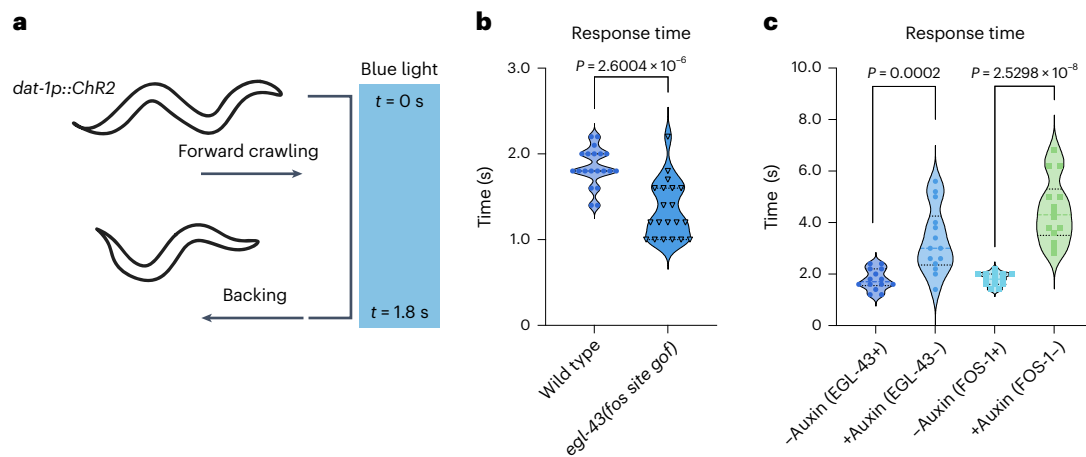 a
dat-1p::ChR2
Forward crawling
Backing
Blue light
t = 0 s
t = 1.8 s
b
Response time
P = 2.6004 × 10⁻⁶
3.0
2.0
1.0
0
Time (s)
Wild type
egl-43(fos site gof)
c
Response time
P = 0.0002
P = 2.5298 × 10⁻⁸
10.0
8.0
6.0
4.0
2.0
0
Time (s)
–Auxin (EGL-43+)
+Auxin (EGL-43–)
–Auxin (FOS-1+)
+Auxin (FOS-1–)